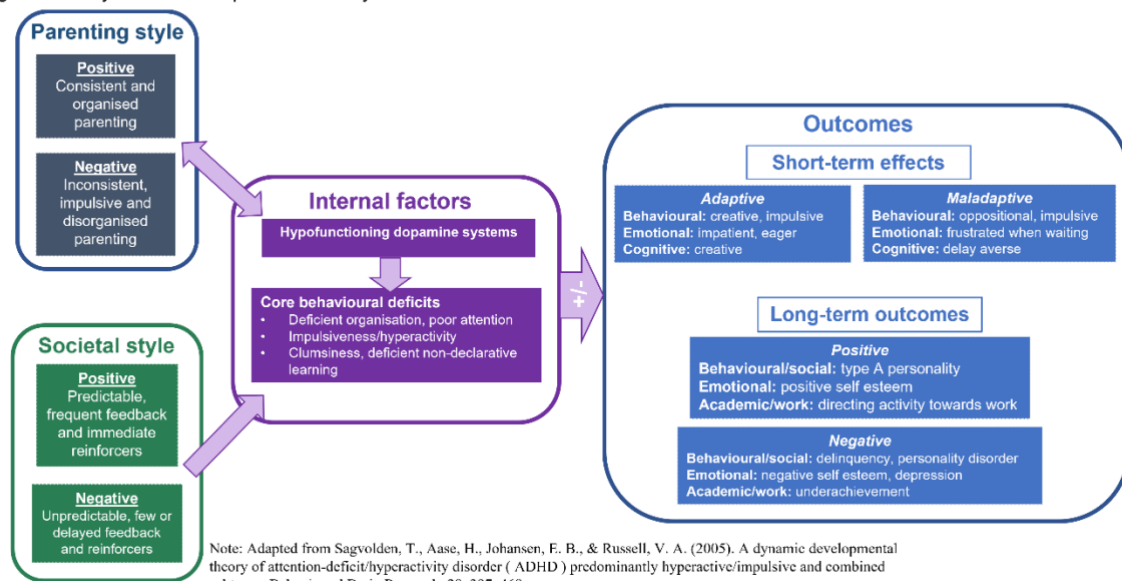 Parenting style
Positive
Consistent and
organised
parenting
Negative
Inconsistent,
impulsive and
disorganised
parenting
Societal style
Positive
Predictable,
frequent feedback
and immediate
reinforcers
Negative
Unpredictable, few or
delayed feedback
and reinforcers
Internal factors
Hypofunctioning dopamine systems
Core behavioural deficits
• Deficient organisation, poor attention
• Impulsiveness/hyperactivity
• Clumsiness, deficient non-declarative
learning
+/-
Outcomes
Short-term effects
Adaptive
Behavioural: creative, impulsive
Emotional: impatient, eager
Cognitive: creative
Maladaptive
Behavioural: oppositional, impulsive
Emotional: frustrated when waiting
Cognitive: delay averse
Long-term outcomes
Positive
Behavioural/social: type A personality
Emotional: positive self esteem
Academic/work: directing activity towards work
Negative
Behavioural/social: delinquency, personality disorder
Emotional: negative self esteem, depression
Academic/work: underachievement
Note: Adapted from Sagvolden, T., Aase, H., Johansen, E. B., & Russell, V. A. (2005). A dynamic developmental
theory of attention-deficit/hyperactivity disorder ( ADHD ) predominantly hyperactive/impulsive and combined